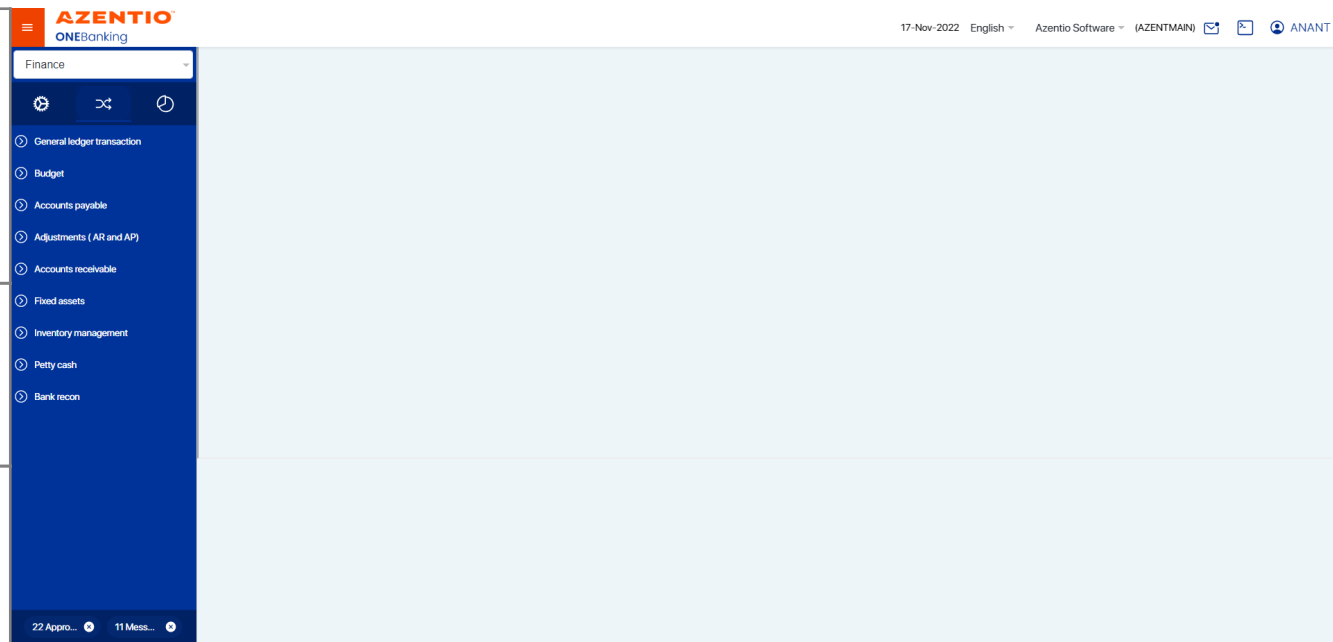 AZENTIO
ONEBanking
17-Nov-2022 English Azentio Software (AZENTMAIN) ANANT
Finance
General ledger transaction
Budget
Accounts payable
Adjustments ( AR and AP)
Accounts receivable
Fixed assets
Inventory management
Petty cash
Bank recon
22 Appro... 11 Mess...